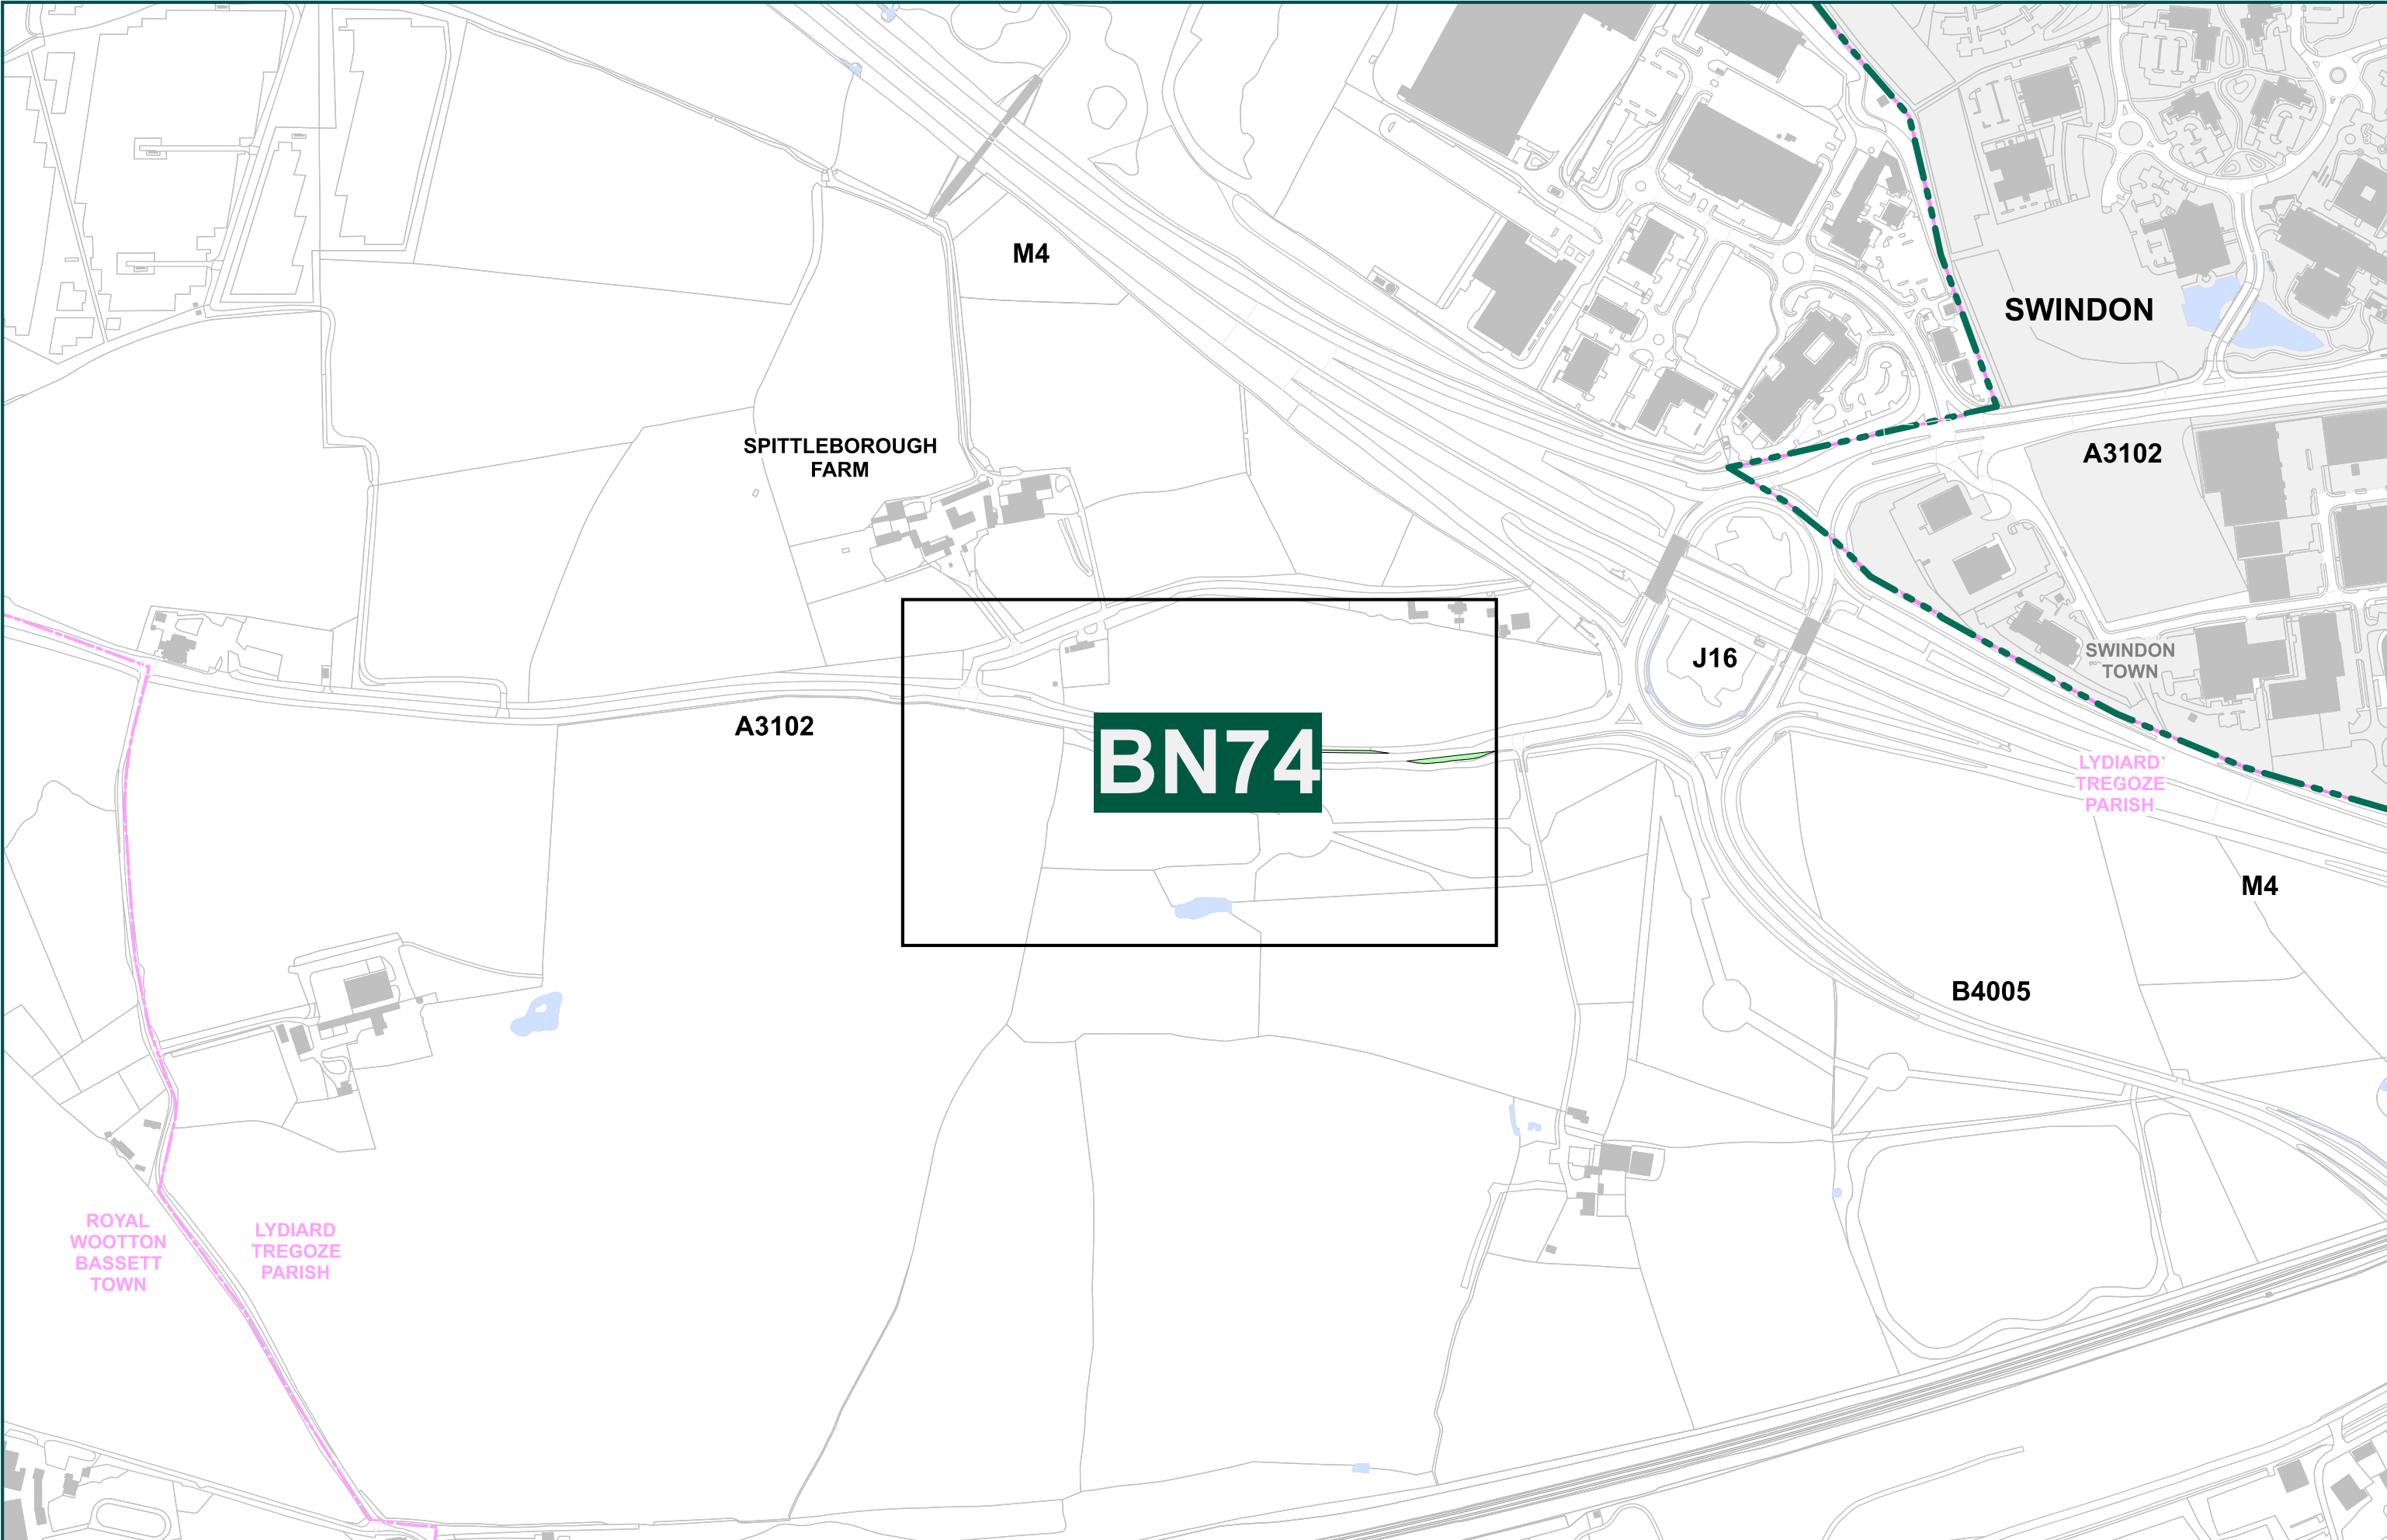 M4
SWINDON
SPITTLEBOROUGH
FARM
A3102
J16
SWINDON
TOWN
A3102
BN74
LYDIARD
TREGOZE
PARISH
M4
B4005
ROYAL
WOOTTON
BASSETT
TOWN
LYDIARD
TREGOZE
PARISH